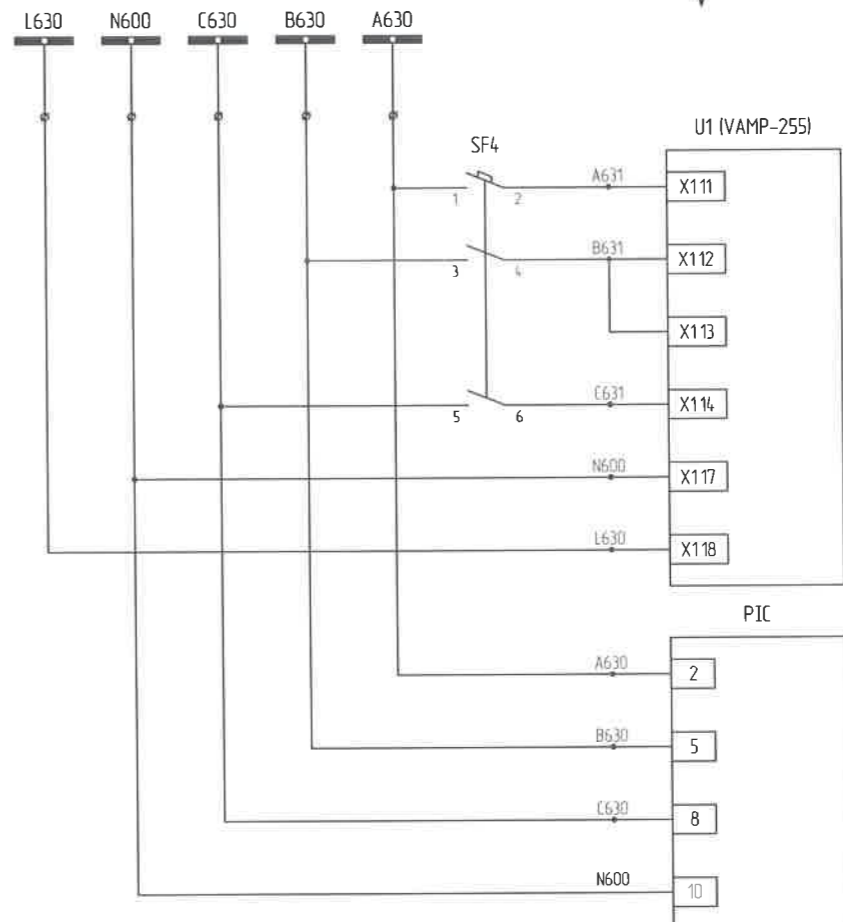 L630 N600 C630 B630 A630
U1 (VAMP-255)
SF4
1 2 A631 X111
3 4 B631 X112
X113
5 6 C631 X114
N600 X117
L630 X118
PIC
A630 2
B630 5
C630 8
N600 10